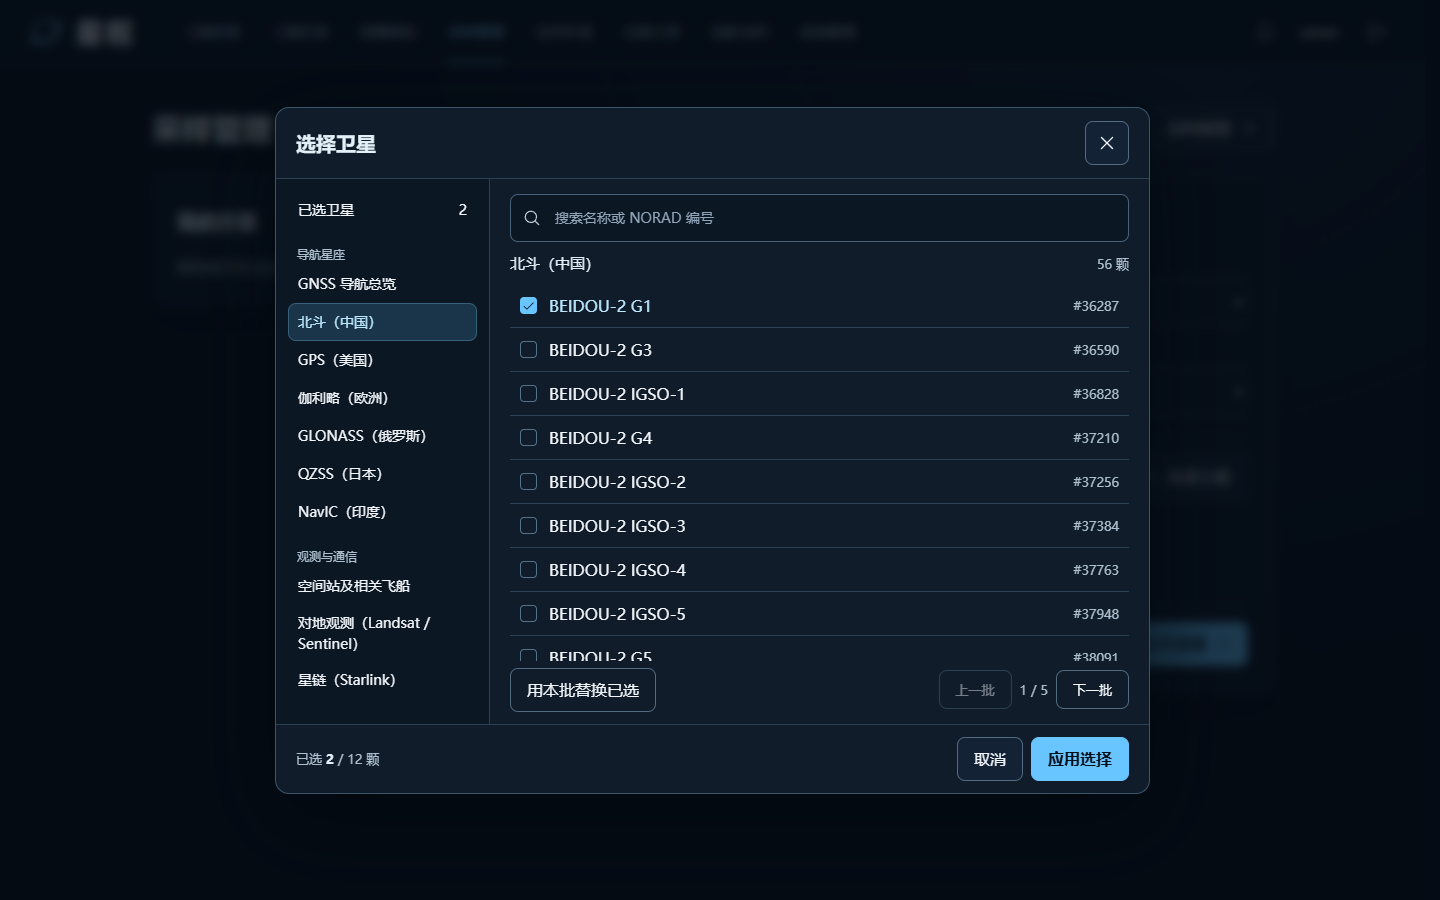 选择卫星
已选卫星 2
导航星座
GNSS 导航总览
北斗（中国）
GPS（美国）
伽利略（欧洲）
GLONASS（俄罗斯）
QZSS（日本）
NavIC（印度）
观测与通信
空间站及相关飞船
对地观测（Landsat /
Sentinel）
星链（Starlink）
搜索名称或 NORAD 编号
北斗（中国） 56 颗
BEIDOU-2 G1 #36287
BEIDOU-2 G3 #36590
BEIDOU-2 IGSO-1 #36828
BEIDOU-2 G4 #37210
BEIDOU-2 IGSO-2 #37256
BEIDOU-2 IGSO-3 #37384
BEIDOU-2 IGSO-4 #37763
BEIDOU-2 IGSO-5 #37948
BEIDOU-2 G5 #38091
用本批替换已选 上一批 1 / 5 下一批
已选 2 / 12 颗 取消 应用选择